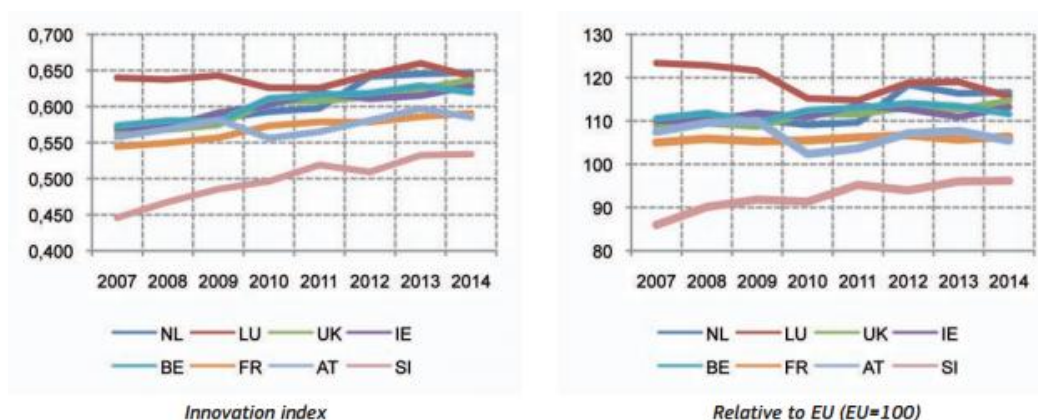 0,700
0,650
0,600
0,550
0,500
0,450
0,400
2007 2008 2009 2010 2011 2012 2013 2014
NL LU UK IE
BE FR AT SI
Innovation index
130
120
110
100
90
80
2007 2008 2009 2010 2011 2012 2013 2014
NL LU UK IE
BE FR AT SI
Relative to EU (EU=100)